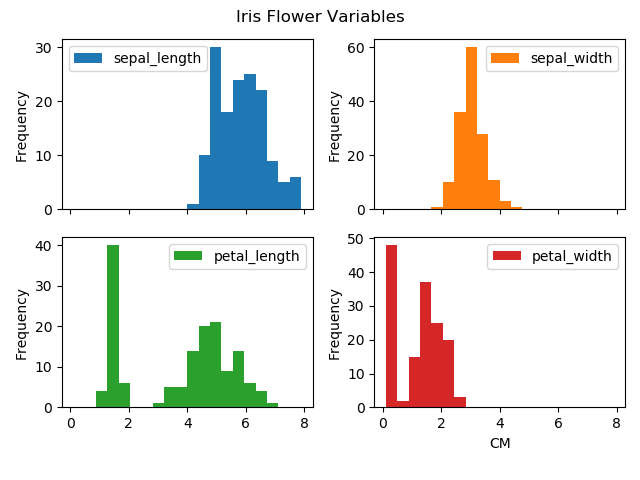 Iris Flower Variables
30
20
10
0
Frequency
sepal_length
60
40
20
0
Frequency
sepal_width
40
30
20
10
0
Frequency
petal_length
0 2 4 6 8
50
40
30
20
10
0
Frequency
petal_width
0 2 4 6 8
CM